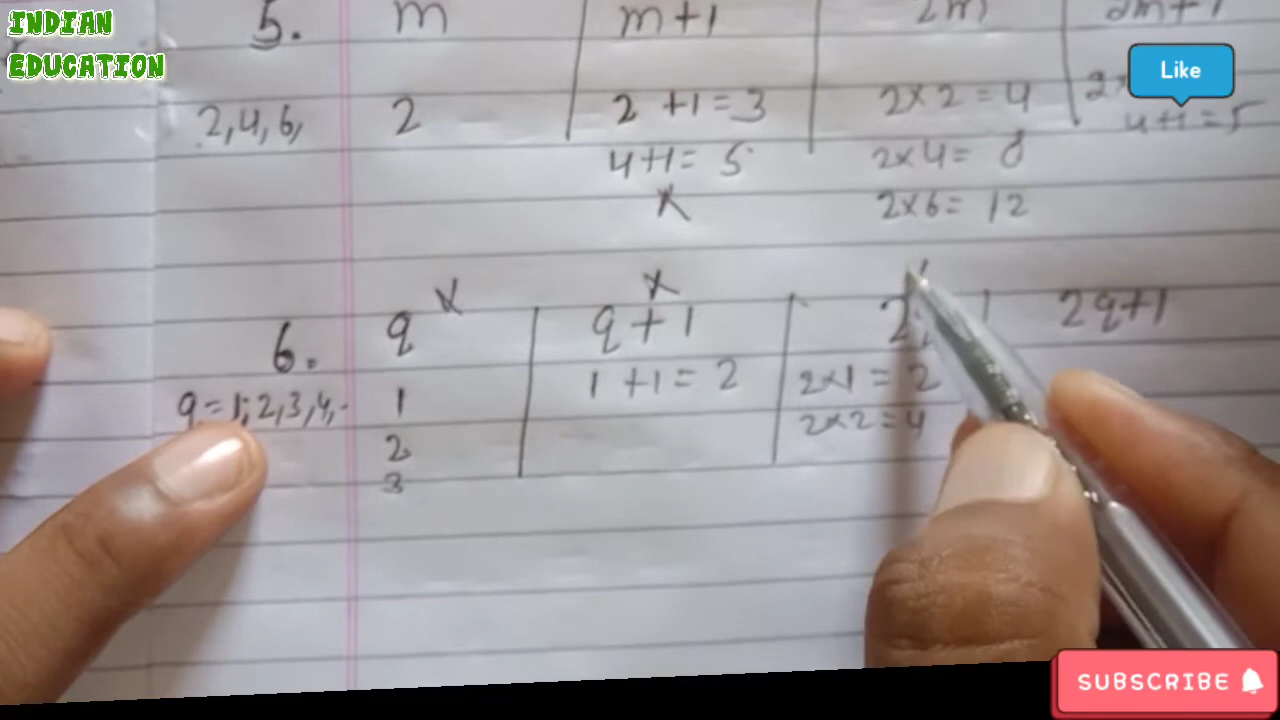 INDIAN
EDUCATION
5. m m+1 2m 2m+1
Like
2,4,6, 2 2+1=3 2×2=4
4+1=5 2×4=8 4+1=5
× 2×6=12
× ×
6. q q+1 2q+1
1 1+1=2 2×1=2
q=1,2,3,4,- 2×2=4
2
3
SUBSCRIBE